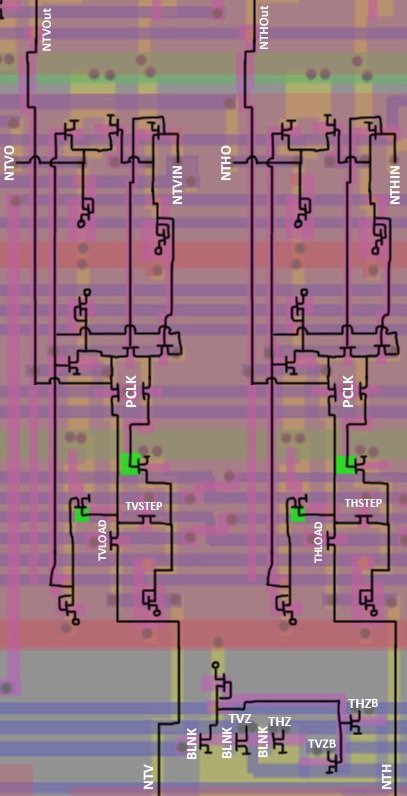 NTVOut
NTHOut
NTVO
NTVIN
NTHO
NTHIN
PCLK
PCLK
TVSTEP
THSTEP
TVLOAD
THLOAD
THZB
TVZ
THZ
BLNK
BLNK
BLNK
TVZB
NTV
NTH